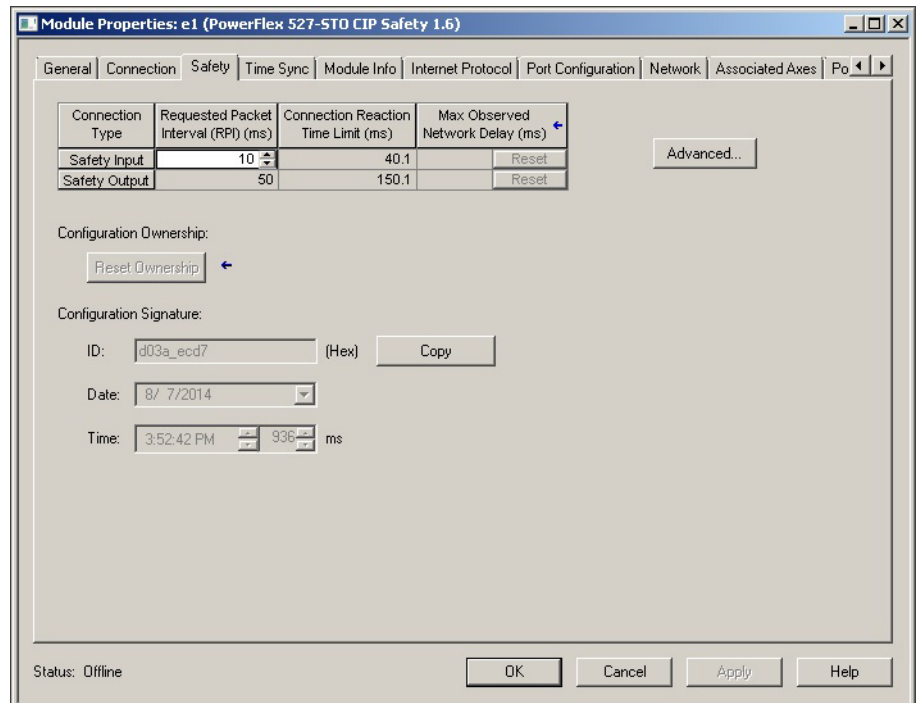 Module Properties: e1 (PowerFlex 527-STO CIP Safety 1.6)
General Connection Safety Time Sync Module Info Internet Protocol Port Configuration Network Associated Axes Po
Connection Type Requested Packet Interval (RPI) (ms) Connection Reaction Time Limit (ms) Max Observed Network Delay (ms)
Safety Input 10 40.1 Reset
Safety Output 50 150.1 Reset
Advanced...
Configuration Ownership:
Reset Ownership
Configuration Signature:
ID: d03a_ecd7 (Hex) Copy
Date: 8/ 7/2014
Time: 3:52:42 PM 936 ms
Status: Offline OK Cancel Apply Help